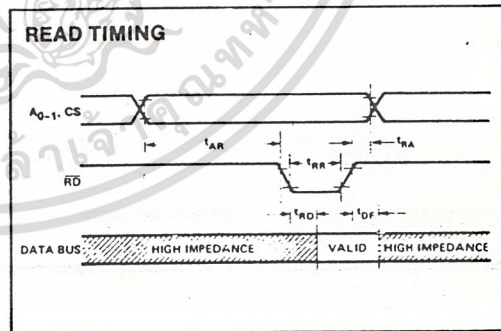 READ TIMING
A0-1, CS
tAR
tRA
tRR
RD
tRD
tDF
DATA BUS
HIGH IMPEDANCE
VALID
HIGH IMPEDANCE